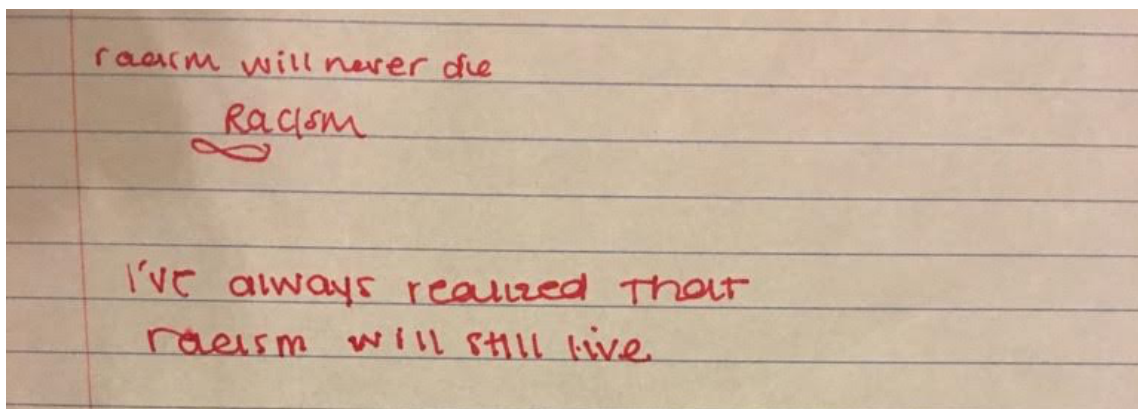 racism will never die
Racism
I've always realized that
racism will still live